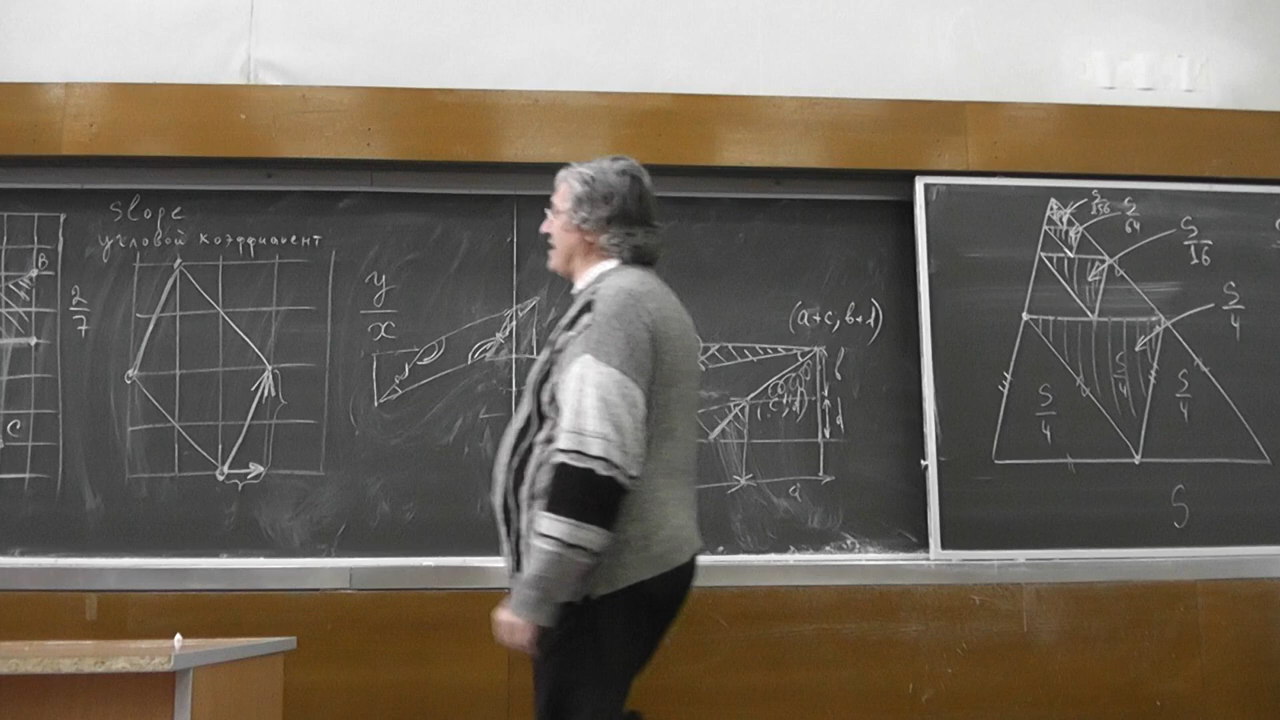 Slope
угловой коэффициент
B
2/7
C
y/x
(a+c, b+d)
b
d
a
S/256
S/64
S/16
S/4
S/4
S/4
S/4
S